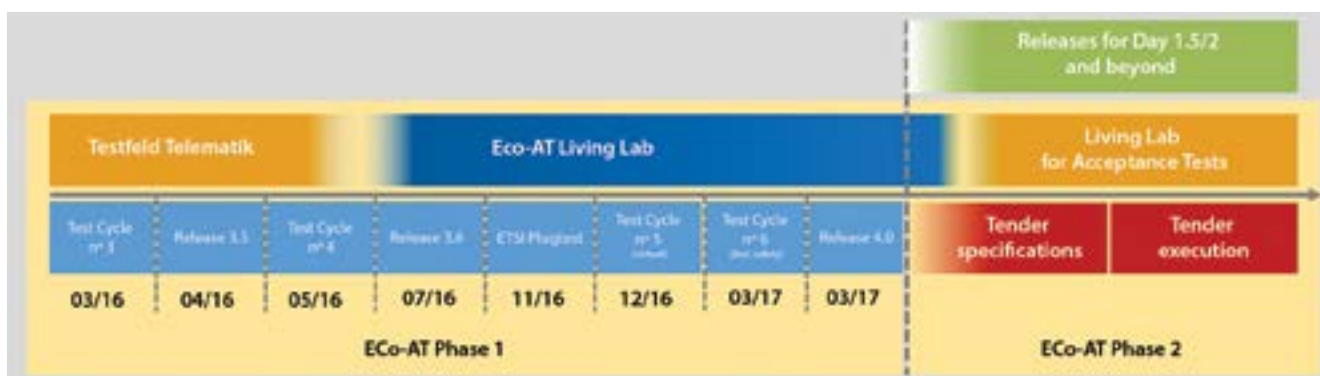 Releases for Day 1.5/2
and beyond
Testfeld Telematik
Eco-AT Living Lab
Living Lab
for Acceptance Tests
Test Cycle
nº 3
Release 3.5
Test Cycle
nº 4
Release 3.6
ETSI Plugtest
Test Cycle
nº 5
Test Cycle
nº 6
Release 4.0
Tender
specifications
Tender
execution
03/16
04/16
05/16
07/16
11/16
12/16
03/17
03/17
ECo-AT Phase 1
ECo-AT Phase 2